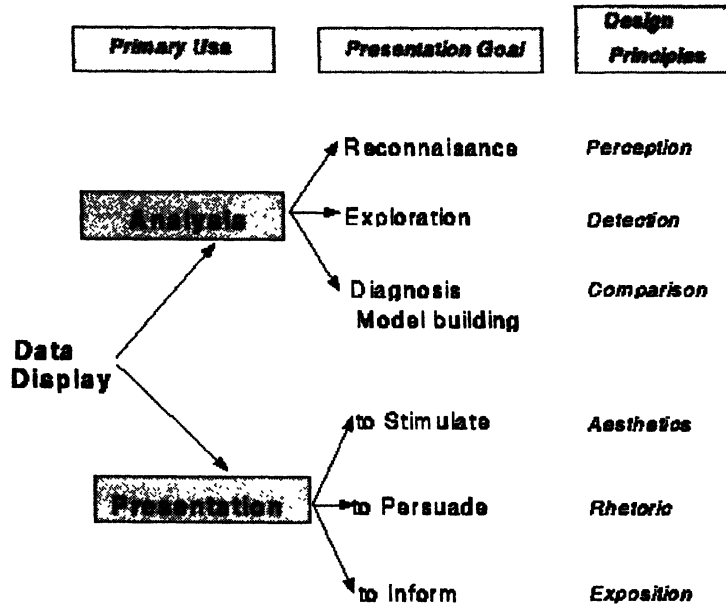 Primary Use
Presentation Goal
Design
Principles
Reconnaisance
Perception
Analysis
Exploration
Detection
Diagnosis
Comparison
Model building
Data
Display
to Stimulate
Aesthetics
Presentation
to Persuade
Rhetoric
to Inform
Exposition